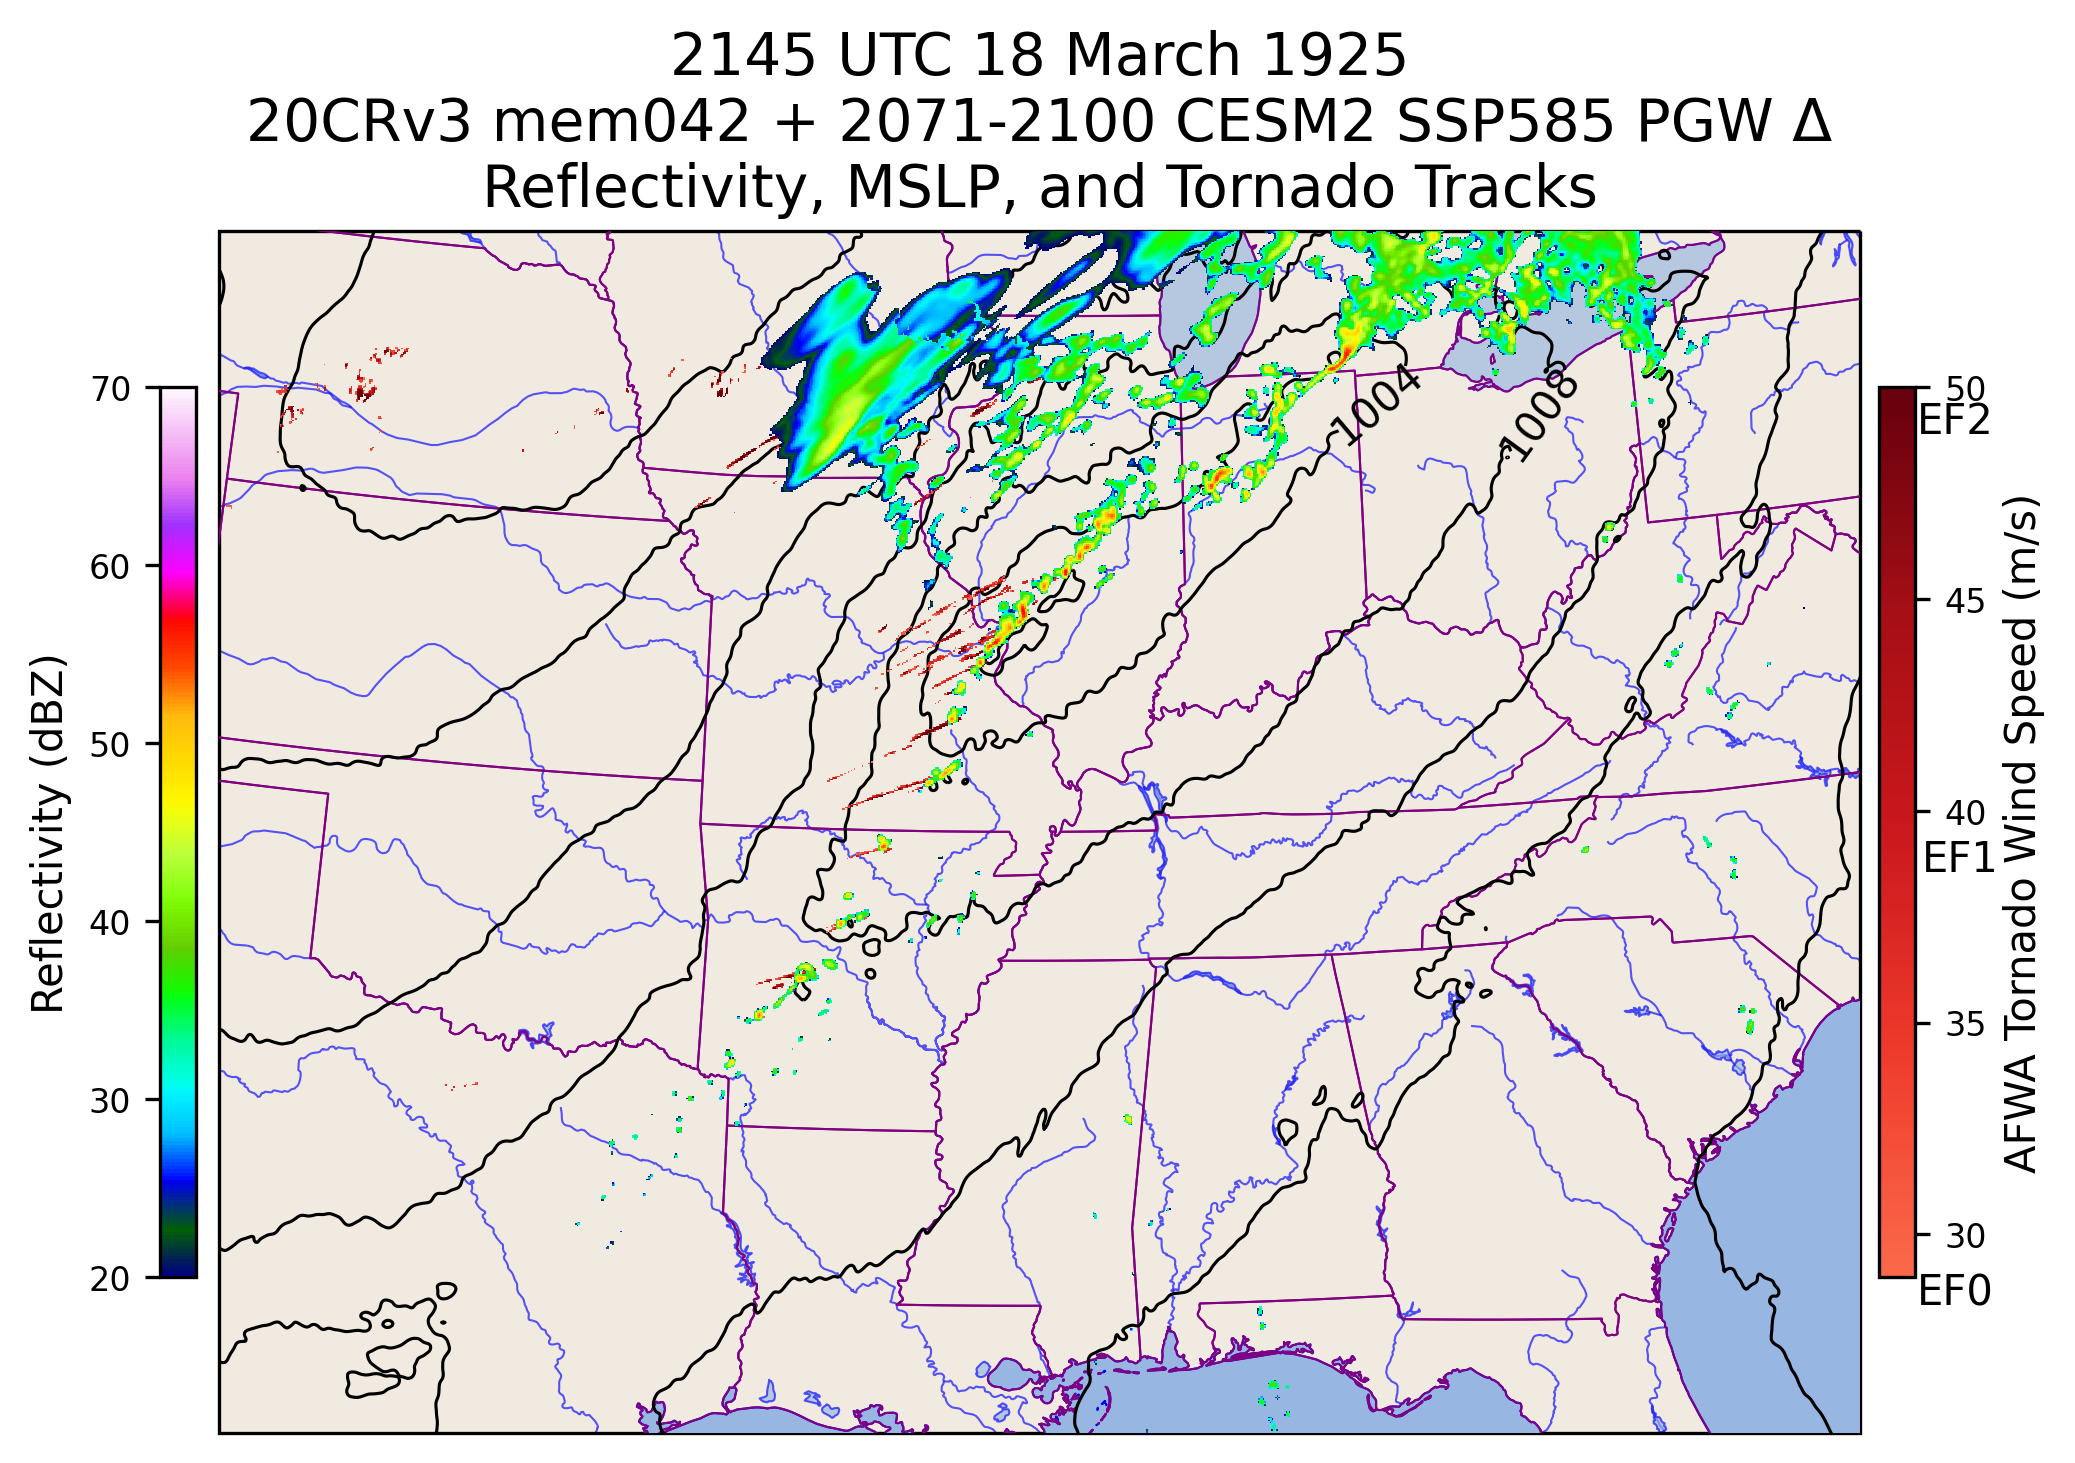 2145 UTC 18 March 1925
20CRv3 mem042 + 2071-2100 CESM2 SSP585 PGW Δ
Reflectivity, MSLP, and Tornado Tracks
70
60
50
40
30
20
Reflectivity (dBZ)
1004
1008
50
EF2
45
40
EF1
35
30
EF0
AFWA Tornado Wind Speed (m/s)